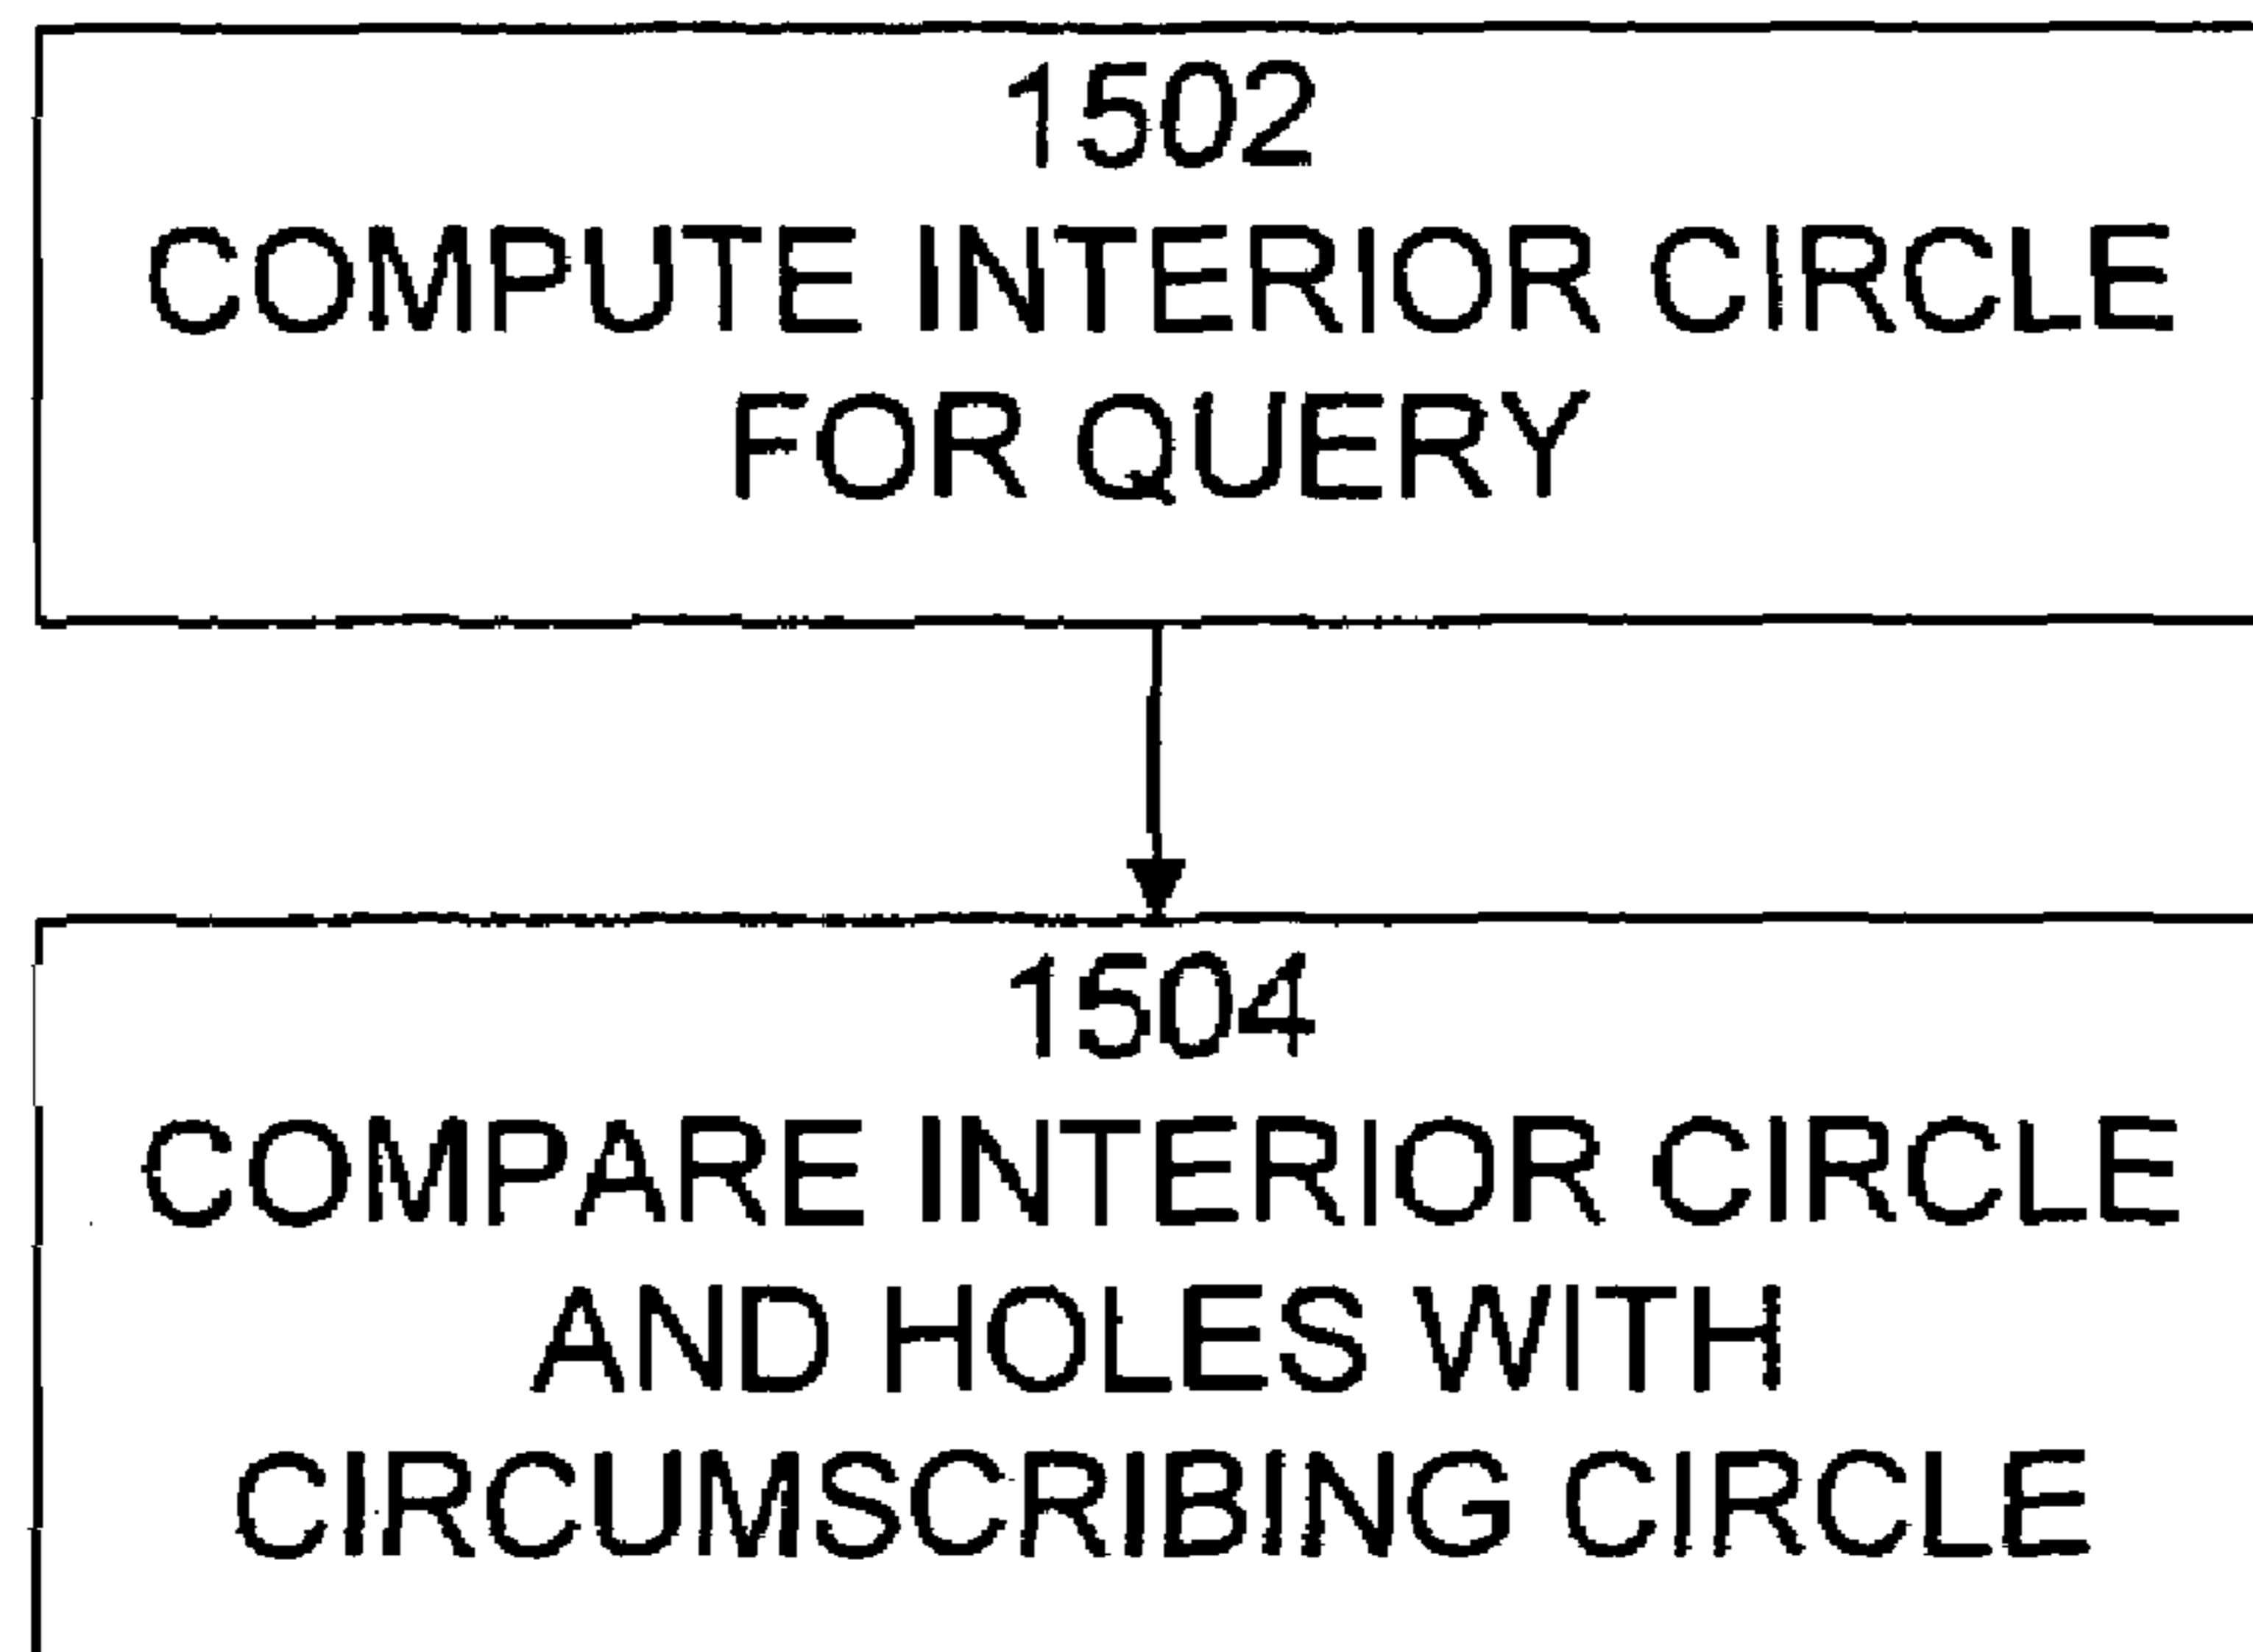 1502
COMPUTE INTERIOR CIRCLE
FOR QUERY
1504
COMPARE INTERIOR CIRCLE
AND HOLES WITH
CIRCUMSCRIBING CIRCLE